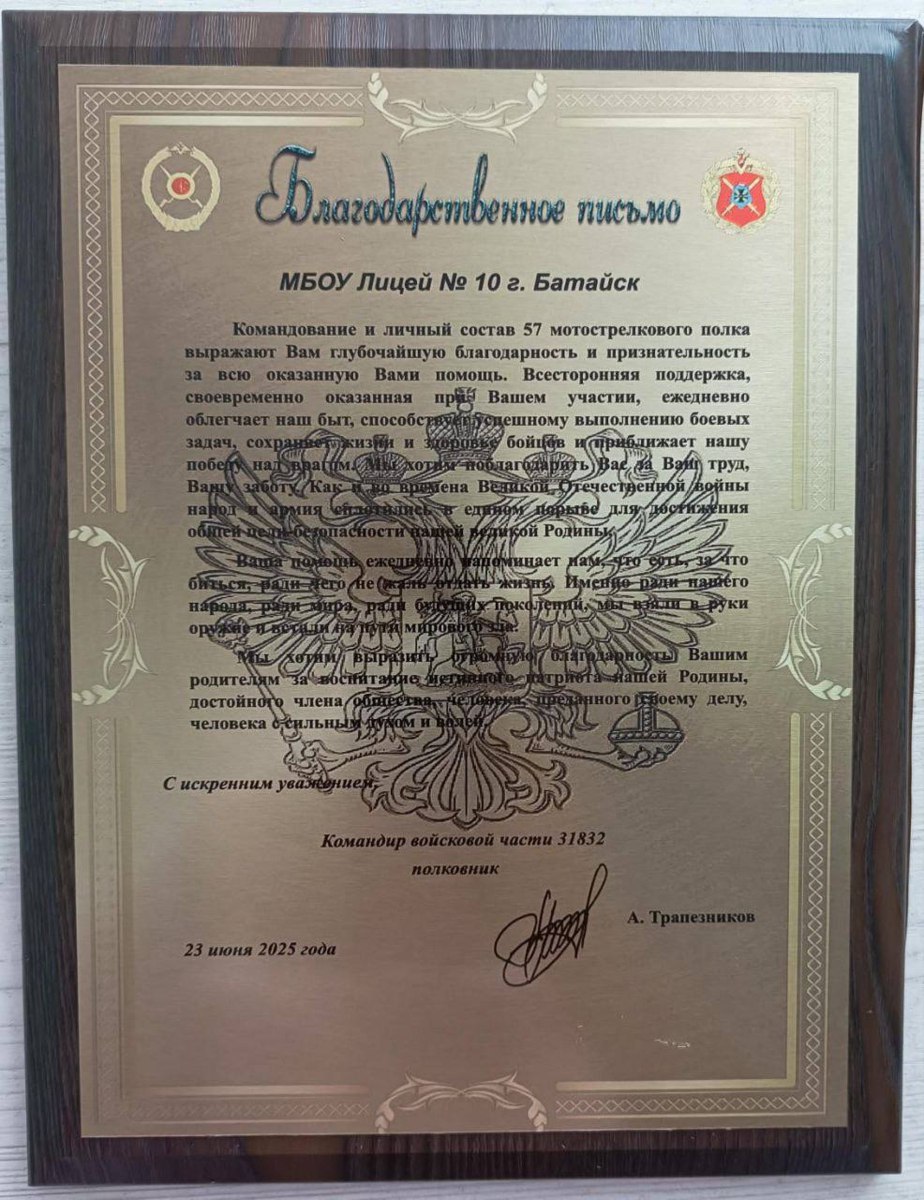 Благодарственное письмо
МБОУ Лицей № 10 г. Батайск
Командование и личный состав 57 мотострелкового полка
выражают Вам глубочайшую благодарность и признательность
за всю оказанную Вами помощь. Всесторонняя поддержка,
своевременно оказанная при Вашем участии, ежедневно
облегчает наш быт, способствует успешному выполнению боевых
задач, сохраняет жизни и здоровье бойцов и приближает нашу
победу над врагом. Мы хотим поблагодарить Вас за Ваш труд,
Вашу заботу. Как и во времена Великой Отечественной войны
народ и армия сплотились в едином порыве для достижения
общей цели-безопасности нашей великой Родины.
Ваша помощь ежедневно напоминает нам, что есть, за что
биться, ради чего не жаль отдать жизнь. Именно ради нашего
народа, ради мира, ради будущих поколений, мы взяли в руки
оружие и встали на пути мирового зла.
Мы хотим выразить огромную благодарность Вашим
родителям за воспитание истинного патриота нашей Родины,
достойного члена общества, человека, преданного своему делу,
человека с сильным духом и волей.
С искренним уважением,
Командир войсковой части 31832
полковник
А. Трапезников
23 июня 2025 года